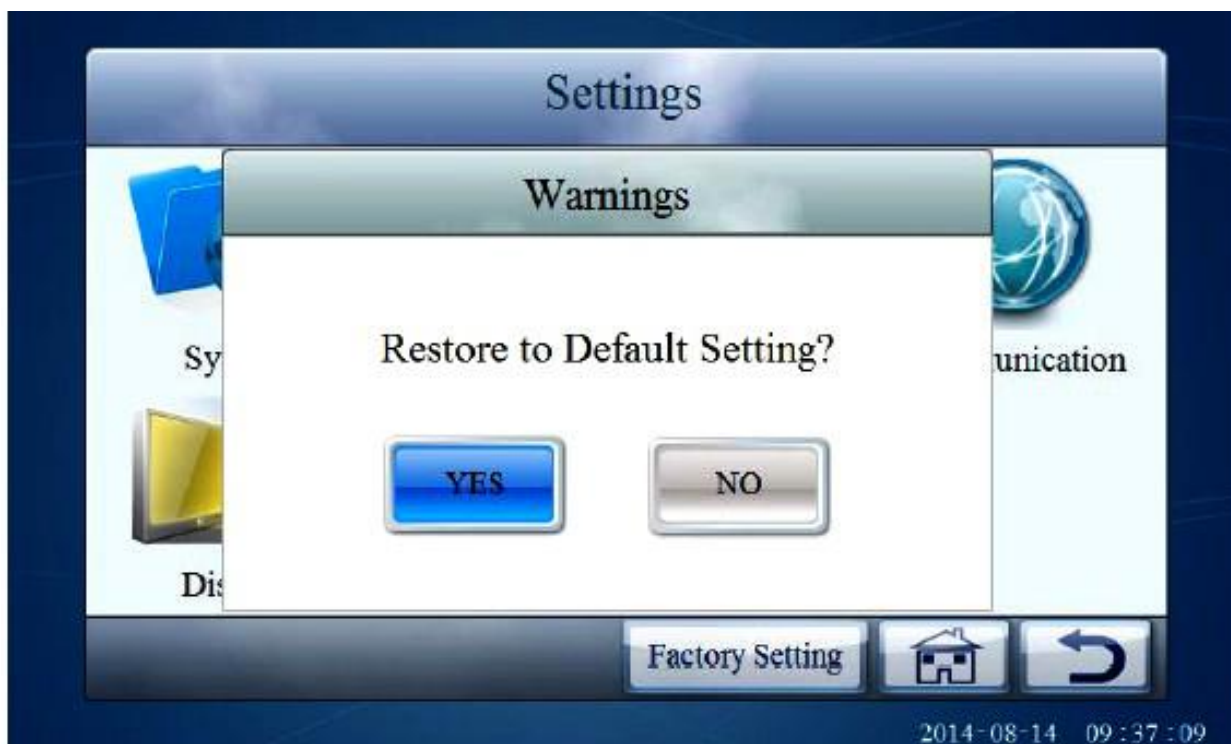 Settings
Warnings
Restore to Default Setting?
YES NO
Sy
unication
Dis
Factory Setting
2014-08-14 09:37:09